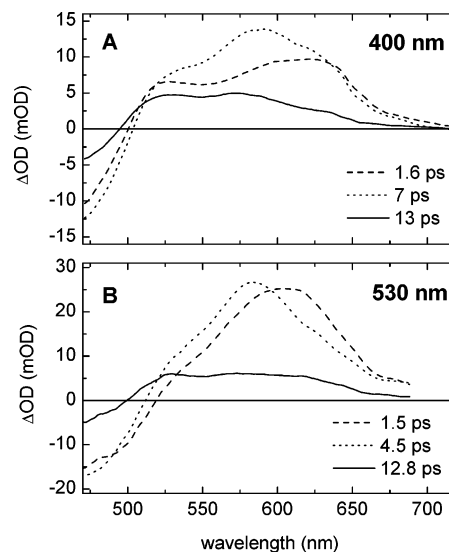 A
400 nm
15
10
5
0
-5
-10
-15
ΔOD (mOD)
1.6 ps
7 ps
13 ps
B
530 nm
30
20
10
0
-10
-20
ΔOD (mOD)
1.5 ps
4.5 ps
12.8 ps
500 550 600 650 700
wavelength (nm)